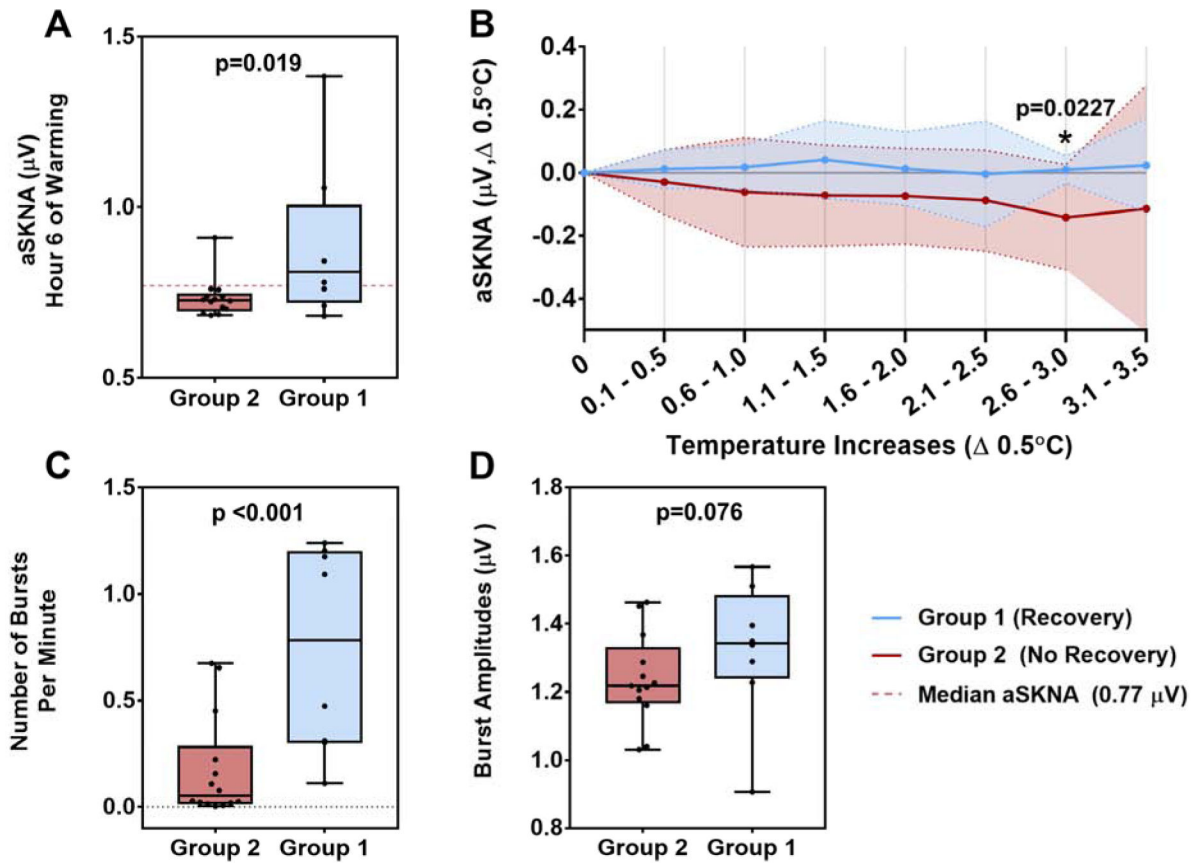 A
aSKNA (μV)
Hour 6 of Warming
1.5
1.0
0.5
p=0.019
Group 2 Group 1
B
aSKNA (μV,Δ 0.5°C)
0.4
0.2
0.0
-0.2
-0.4
p=0.0227
*
0
0.1 - 0.5
0.6 - 1.0
1.1 - 1.5
1.6 - 2.0
2.1 - 2.5
2.6 - 3.0
3.1 - 3.5
Temperature Increases (Δ 0.5°C)
C
Number of Bursts
Per Minute
1.5
1.0
0.5
0.0
p <0.001
Group 2 Group 1
D
Burst Amplitudes (μV )
1.8
1.6
1.4
1.2
1.0
0.8
p=0.076
Group 2 Group 1
Group 1 (Recovery)
Group 2 (No Recovery)
Median aSKNA (0.77 μV)